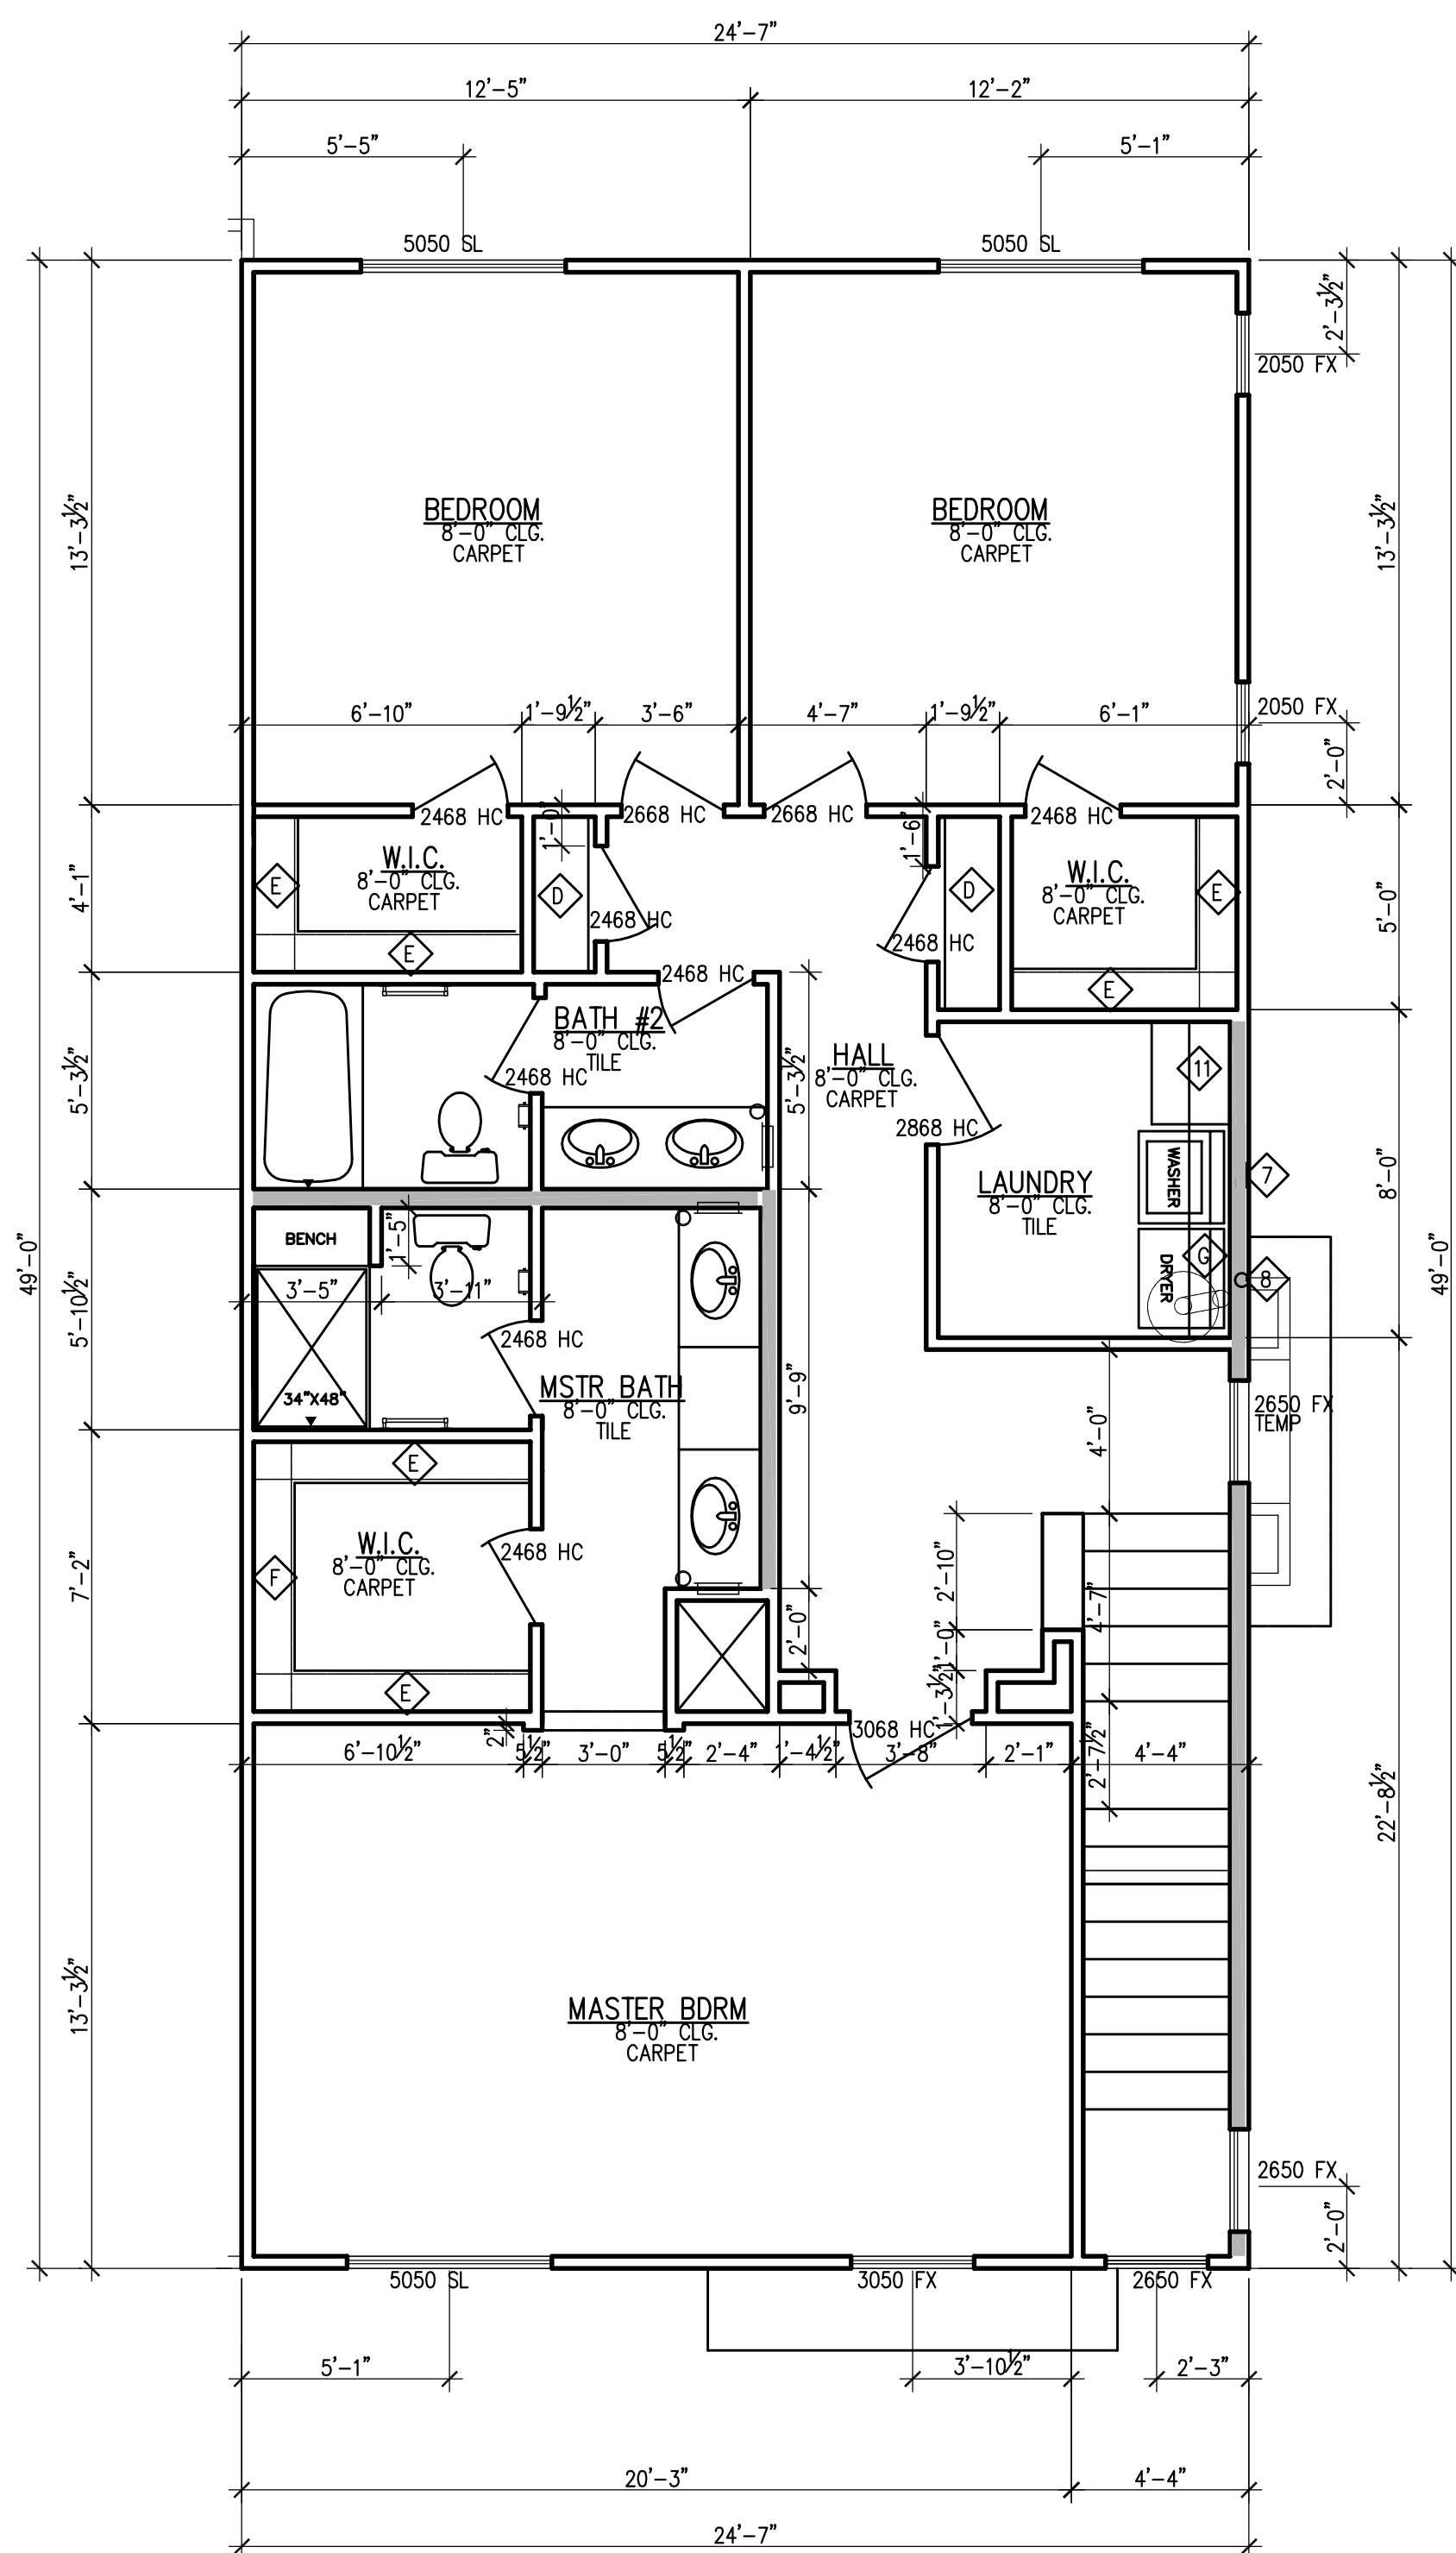 24'-7"
12'-5" 12'-2"
5'-5" 5'-1"
5050 SL 5050 SL
2'-3½"
2050 FX
BEDROOM
8'-0" CLG.
CARPET
BEDROOM
8'-0" CLG.
CARPET
13'-3½"
13'-3½"
6'-10" 1'-9½" 3'-6" 4'-7" 1'-9½" 6'-1"
2050 FX
2'-0"
2468 HC 2668 HC 2668 HC 2468 HC
1'-0"
1'-6"
W.I.C.
8'-0" CLG.
CARPET
E
E
D
2468 HC
D
2468 HC
W.I.C.
8'-0" CLG.
CARPET
E
E
4'-1"
5'-0"
2468 HC
BATH #2
8'-0" CLG.
TILE
2468 HC
5'-3½"
5'-3½"
HALL
8'-0" CLG.
CARPET
2868 HC
11
LAUNDRY
8'-0" CLG.
TILE
WASHER
DRYER
G
7
8
8'-0"
49'-0"
49'-0"
BENCH
1'-5"
3'-5" 3'-11"
2468 HC
34"X48"
5'-10½"
MSTR BATH
8'-0" CLG.
TILE
9'-9"
4'-0"
2650 FX
TEMP
E
W.I.C.
8'-0" CLG.
CARPET
F
E
2468 HC
7'-2"
2'-10"
4'-7"
2'-0"
1'-0"
1'-3½"
3068 HC
2"
6'-10½" 5½" 3'-0" 5½" 2'-4" 1'-4½" 3'-8" 2'-1" 4'-4"
2'-7½"
22'-8½"
13'-3½"
MASTER BDRM
8'-0" CLG.
CARPET
2650 FX
2'-0"
5050 SL 3050 FX 2650 FX
5'-1" 3'-10½" 2'-3"
20'-3" 4'-4"
24'-7"